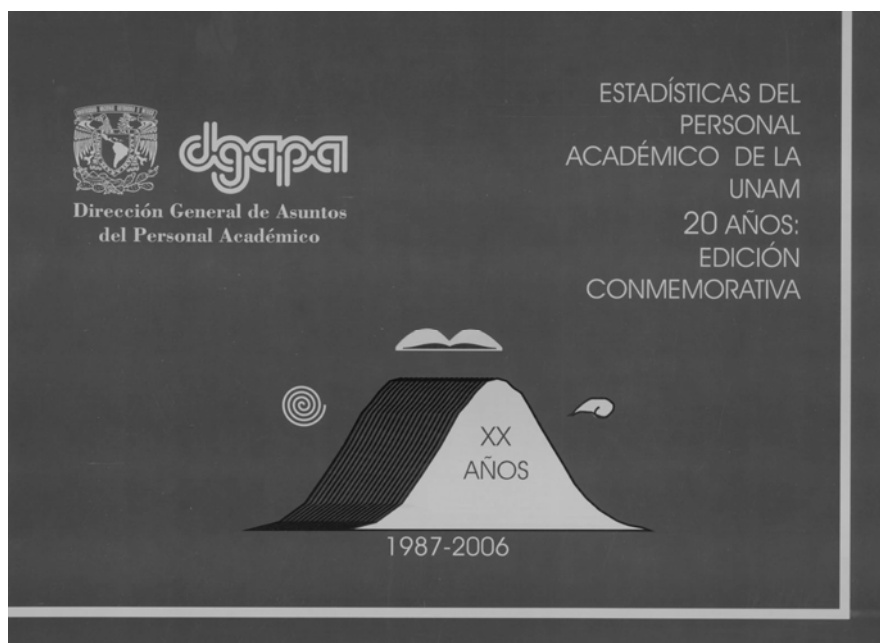 dgapa
Dirección General de Asuntos
del Personal Académico
ESTADÍSTICAS DEL
PERSONAL
ACADÉMICO DE LA
UNAM
20 AÑOS:
EDICIÓN
CONMEMORATIVA
XX
AÑOS
1987-2006